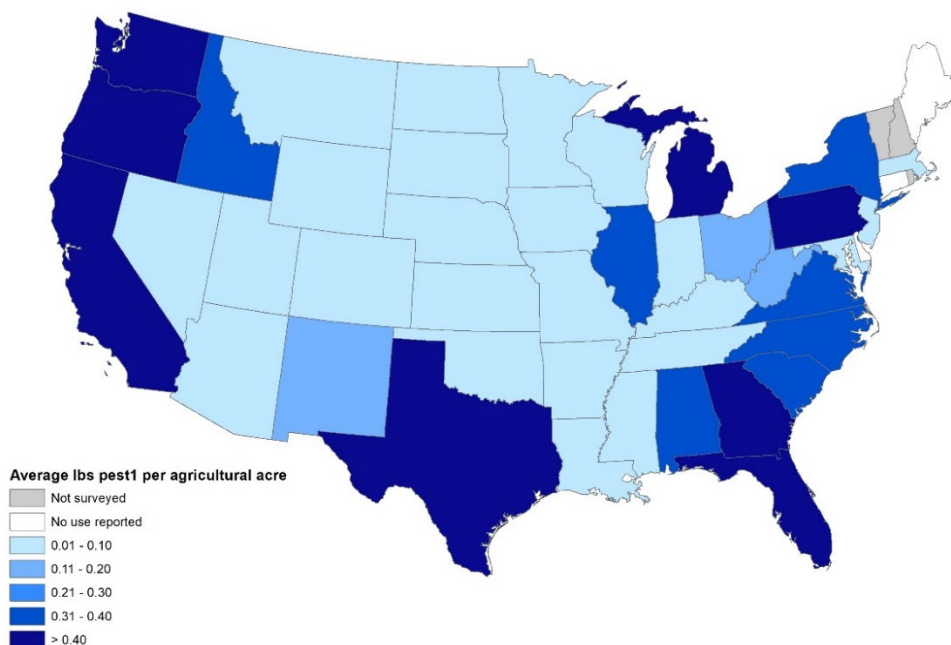 Average lbs pest1 per agricultural acre
Not surveyed
No use reported
0.01 - 0.10
0.11 - 0.20
0.21 - 0.30
0.31 - 0.40
> 0.40